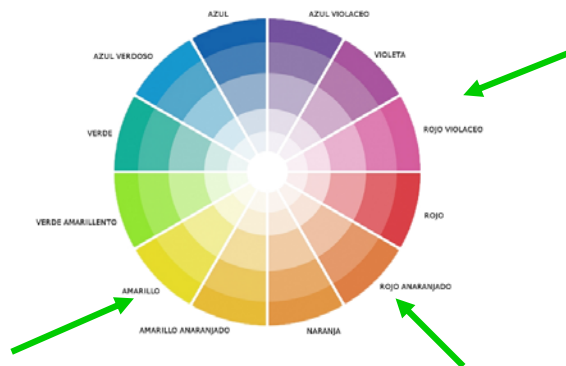 AZUL
AZUL VIOLACEO
AZUL VERDOSO
VIOLETA
VERDE
ROJO VIOLACEO
VERDE AMARILLENTO
ROJO
AMARILLO
ROJO ANARANJADO
AMARILLO ANARANJADO
NARANJA